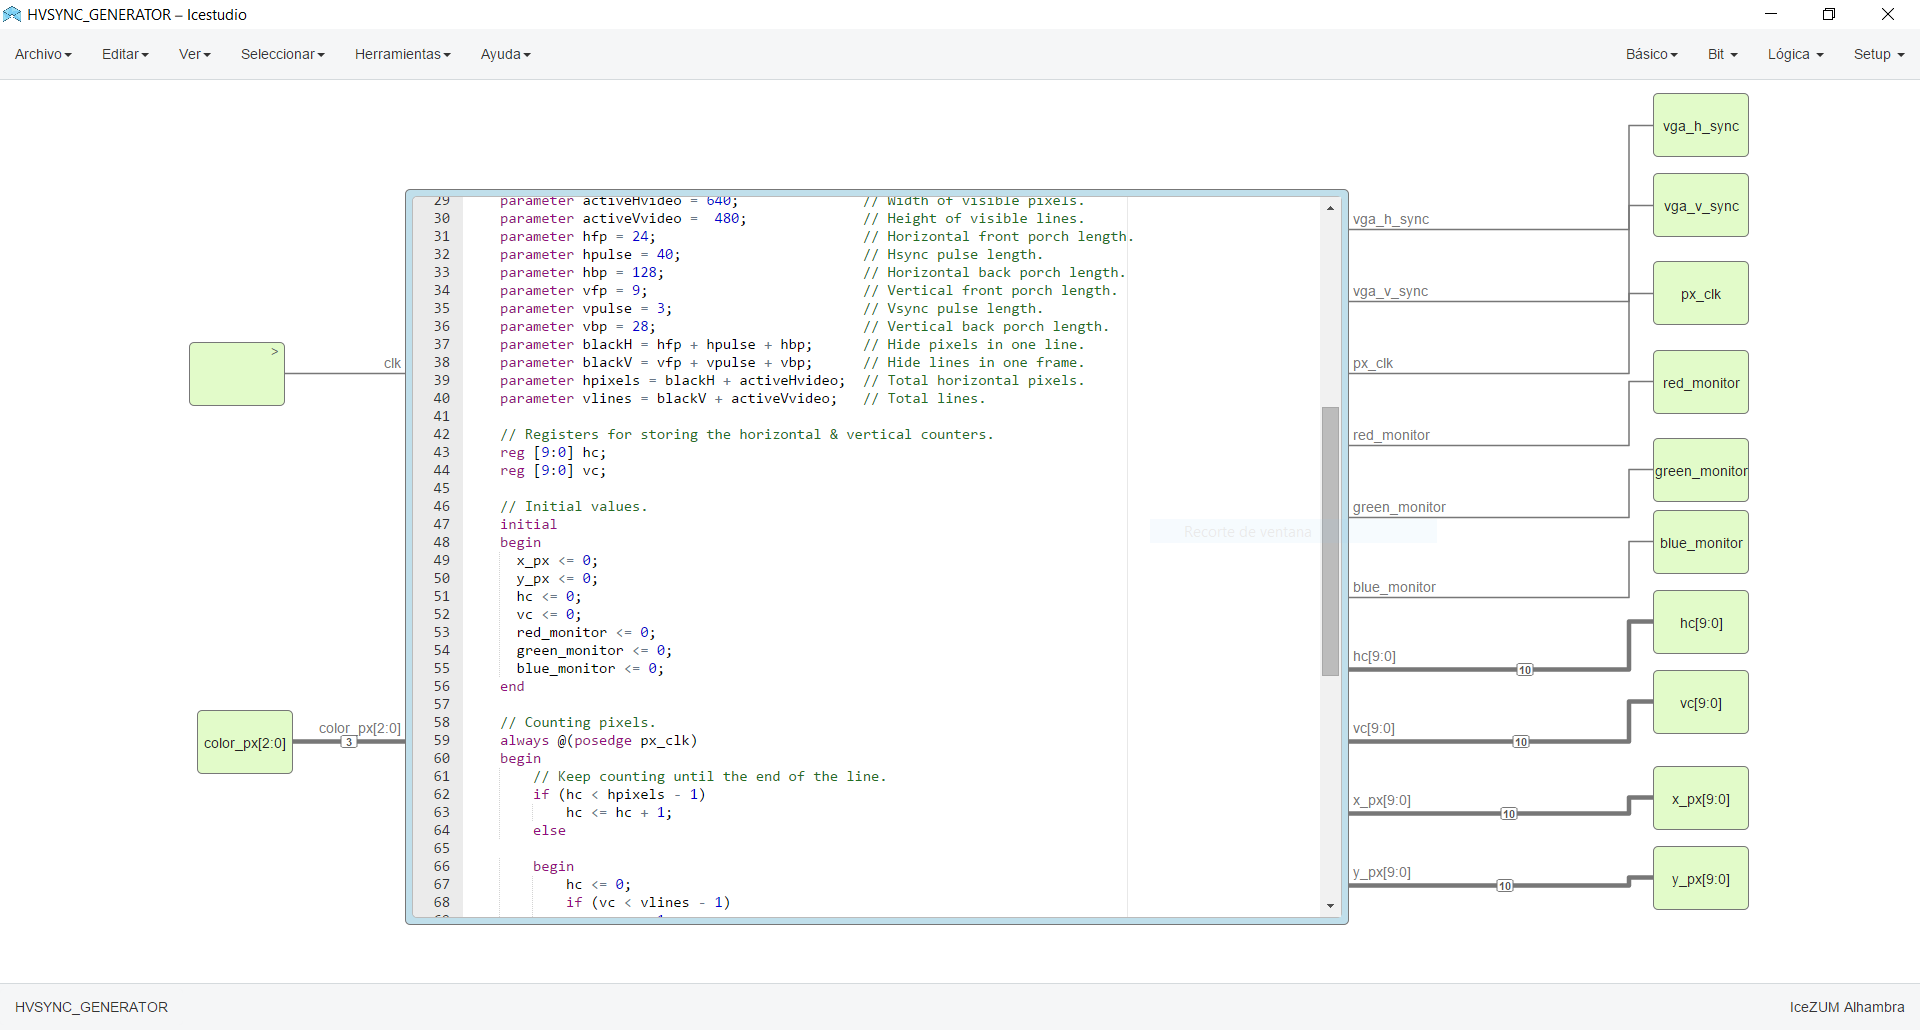 HVSYNC_GENERATOR – Icestudio
Archivo Editar Ver Seleccionar Herramientas Ayuda Básico Bit Lógica Setup
29 parameter activeHvideo = 640; // Width of visible pixels.
30 parameter activeVvideo =  480; // Height of visible lines.
31 parameter hfp = 24; // Horizontal front porch length.
32 parameter hpulse = 40; // Hsync pulse length.
33 parameter hbp = 128; // Horizontal back porch length.
34 parameter vfp = 9; // Vertical front porch length.
35 parameter vpulse = 3; // Vsync pulse length.
36 parameter vbp = 28; // Vertical back porch length.
37 parameter blackH = hfp + hpulse + hbp; // Hide pixels in one line.
38 parameter blackV = vfp + vpulse + vbp; // Hide lines in one frame.
39 parameter hpixels = blackH + activeHvideo; // Total horizontal pixels.
40 parameter vlines = blackV + activeVvideo; // Total lines.
41
42 // Registers for storing the horizontal & vertical counters.
43 reg [9:0] hc;
44 reg [9:0] vc;
45
46 // Initial values.
47 initial
48 begin
49 x_px <= 0;
50 y_px <= 0;
51 hc <= 0;
52 vc <= 0;
53 red_monitor <= 0;
54 green_monitor <= 0;
55 blue_monitor <= 0;
56 end
57
58 // Counting pixels.
59 always @(posedge px_clk)
60 begin
61 // Keep counting until the end of the line.
62 if (hc < hpixels - 1)
63 hc <= hc + 1;
64 else
65
66 begin
67 hc <= 0;
68 if (vc < vlines - 1)
>
clk
color_px[2:0]
color_px[2:0]
3
vga_h_sync
vga_v_sync
px_clk
red_monitor
green_monitor
blue_monitor
hc[9:0]
10
vc[9:0]
10
x_px[9:0]
10
y_px[9:0]
10
vga_h_sync
vga_v_sync
px_clk
red_monitor
green_monitor
blue_monitor
hc[9:0]
vc[9:0]
x_px[9:0]
y_px[9:0]
Recorte de ventana
HVSYNC_GENERATOR
IceZUM Alhambra